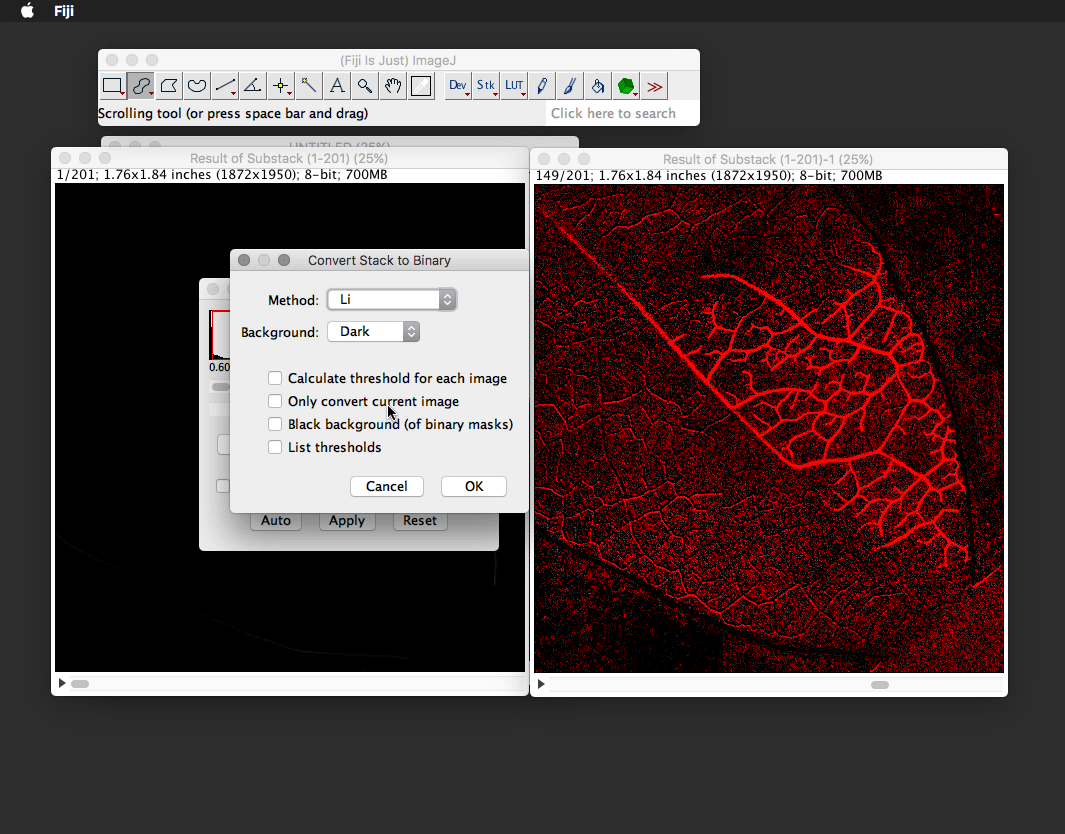 Fiji
(Fiji Is Just) ImageJ
A Dev Stk LUT >>
Scrolling tool (or press space bar and drag) Click here to search
UNTITLED (25%)
Result of Substack (1-201) (25%)
1/201; 1.76x1.84 inches (1872x1950); 8-bit; 700MB
Result of Substack (1-201)-1 (25%)
149/201; 1.76x1.84 inches (1872x1950); 8-bit; 700MB
Convert Stack to Binary
Method: Li
Background: Dark
0.60
Calculate threshold for each image
Only convert current image
Black background (of binary masks)
List thresholds
Cancel OK
Auto Apply Reset